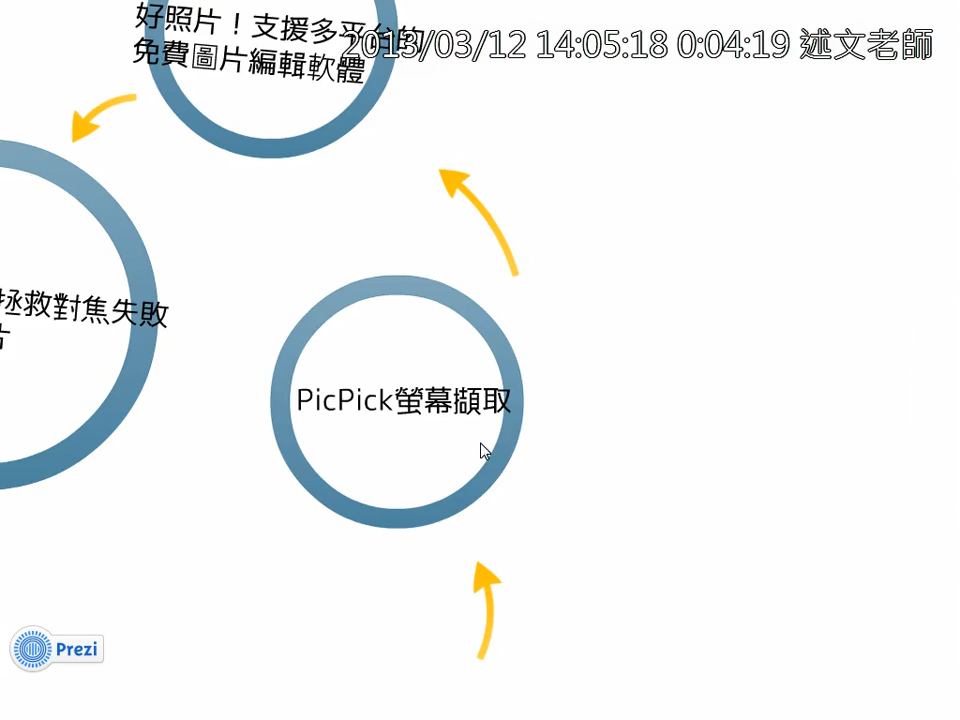 好照片！支援多平台的
免費圖片編輯軟體
2013/03/12 14:05:18 0:04:19 述文老師
拯救對焦失敗
片
PicPick螢幕擷取
Prezi